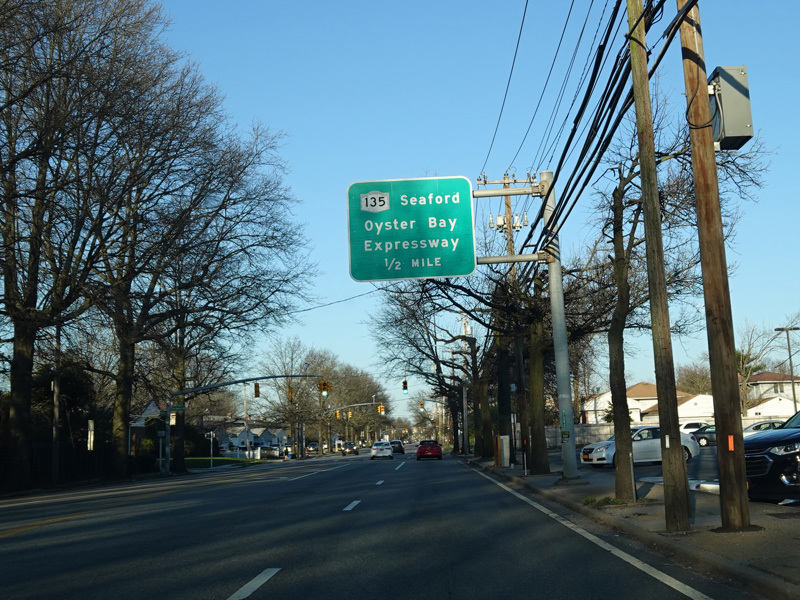 135 Seaford
Oyster Bay
Expressway
1/2 MILE